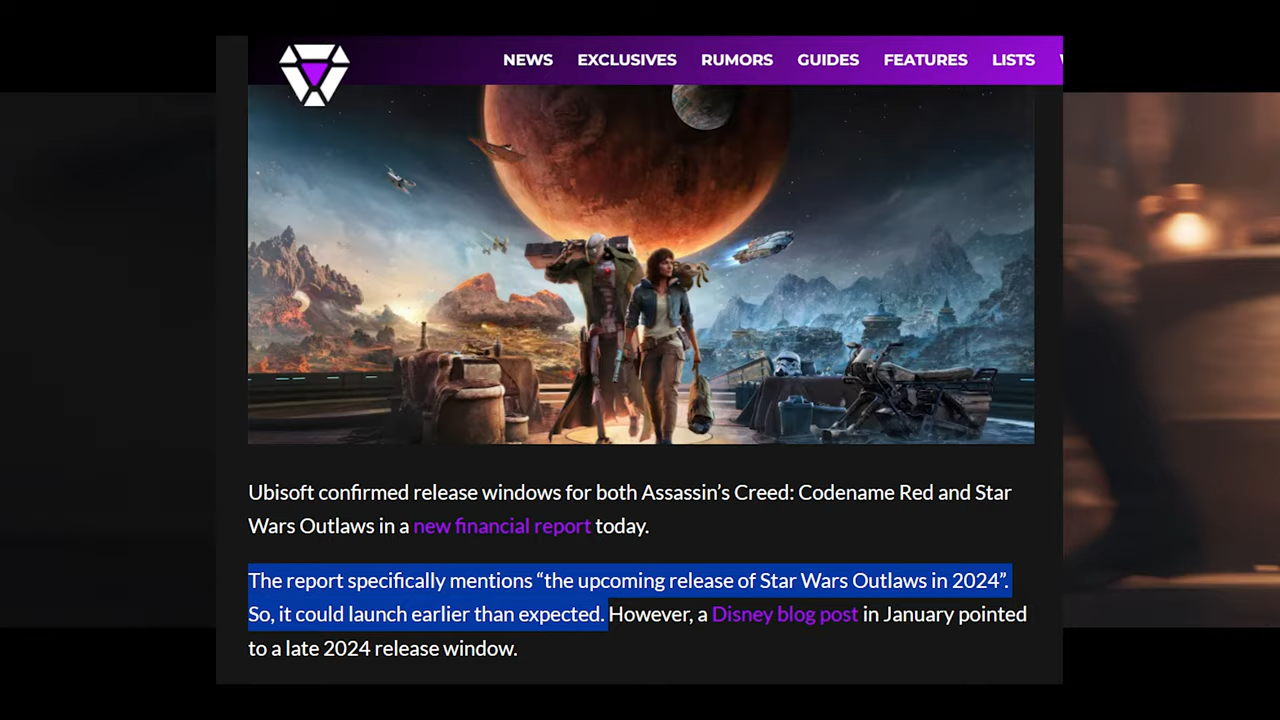 NEWS EXCLUSIVES RUMORS GUIDES FEATURES LISTS
Ubisoft confirmed release windows for both Assassin’s Creed: Codename Red and Star
Wars Outlaws in a new financial report today.
The report specifically mentions “the upcoming release of Star Wars Outlaws in 2024”.
So, it could launch earlier than expected. However, a Disney blog post in January pointed
to a late 2024 release window.